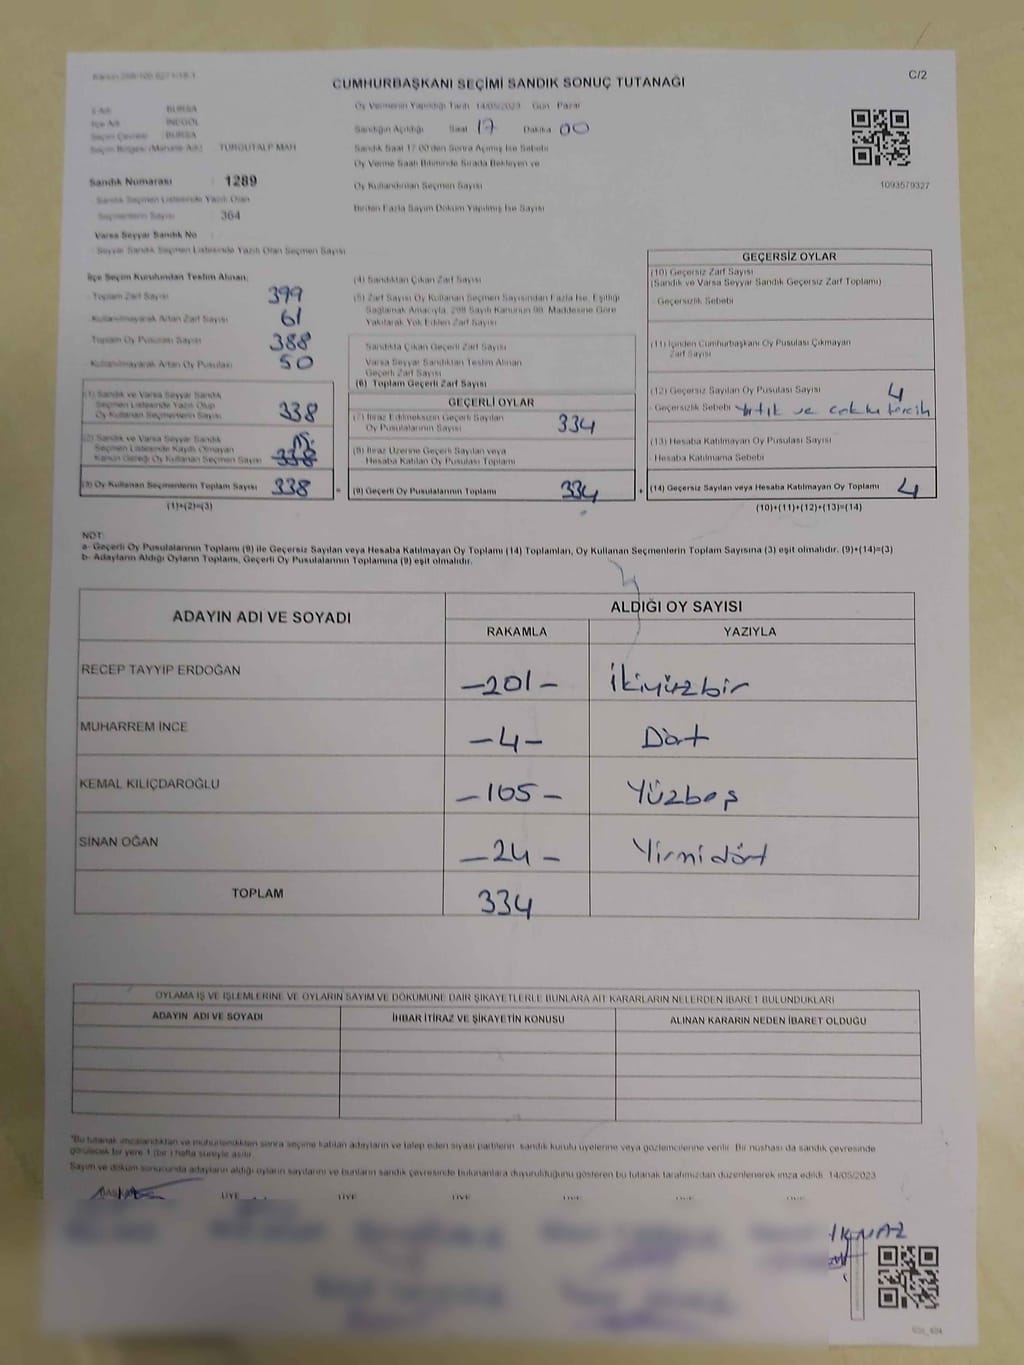 Kanun:298/109 6271/18-1
C/2
CUMHURBAŞKANI SEÇİMİ SANDIK SONUÇ TUTANAĞI
İl Adı : BURSA
İlçe Adı : İNEGÖL
Seçim Çevresi : BURSA
Seçim Bölgesi (Mahalle Adı) : TURGUTALP MAH
Sandık Numarası : 1289
Sandık Seçmen Listesinde Yazılı Olan
Seçmenlerin Sayısı : 364
Varsa Seyyar Sandık No :
Seyyar Sandık Seçmen Listesinde Yazılı Olan Seçmen Sayısı
Oy Vermenin Yapıldığı Tarih 14/05/2023 Gün Pazar
Sandığın Açıldığı Saat 17 Dakika 00
Sandık Saat 17:00'den Sonra Açılmış İse Sebebi
Oy Verme Saati Bitiminde Sırada Bekleyen ve
Oy Kullandırılan Seçmen Sayısı
Birden Fazla Sayım Döküm Yapılmış İse Sayısı
1093579327
İlçe Seçim Kurulundan Teslim Alınan;
Toplam Zarf Sayısı 399
Kullanılmayarak Artan Zarf Sayısı 61
Toplam Oy Pusulası Sayısı 388
Kullanılmayarak Artan Oy Pusulası 50
(1) Sandık ve Varsa Seyyar Sandık
Seçmen Listesinde Yazılı Olup
Oy Kullanan Seçmenlerin Sayısı 338
(2) Sandık ve Varsa Seyyar Sandık
Seçmen Listesinde Kayıtlı Olmayan
Kanun Gereği Oy Kullanan Seçmen Sayısı 338
(3) Oy Kullanan Seçmenlerin Toplam Sayısı 338 =
(1)+(2)=(3)
(4) Sandıktan Çıkan Zarf Sayısı
(5) Zarf Sayısı Oy Kullanan Seçmen Sayısından Fazla İse, Eşitliği
Sağlamak Amacıyla, 298 Sayılı Kanunun 98. Maddesine Göre
Yakılarak Yok Edilen Zarf Sayısı
Sandıkta Çıkan Geçerli Zarf Sayısı
Varsa Seyyar Sandıktan Teslim Alınan
Geçerli Zarf Sayısı
(6) Toplam Geçerli Zarf Sayısı
GEÇERLİ OYLAR
(7) İtiraz Edilmeksizin Geçerli Sayılan
Oy Pusulalarının Sayısı 334
(8) İtiraz Üzerine Geçerli Sayılan veya
Hesaba Katılan Oy Pusulası Toplamı
(9) Geçerli Oy Pusulalarının Toplamı 334 +
GEÇERSİZ OYLAR
(10) Geçersiz Zarf Sayısı
(Sandık ve Varsa Seyyar Sandık Geçersiz Zarf Toplamı)
Geçersizlik Sebebi
(11) İçinden Cumhurbaşkanı Oy Pusulası Çıkmayan
Zarf Sayısı
(12) Geçersiz Sayılan Oy Pusulası Sayısı 4
Geçersizlik Sebebi Yırtık ve çoklu tercih
(13) Hesaba Katılmayan Oy Pusulası Sayısı
Hesaba Katılmama Sebebi
(14) Geçersiz Sayılan veya Hesaba Katılmayan Oy Toplamı 4
(10)+(11)+(12)+(13)=(14)
NOT:
a- Geçerli Oy Pusulalarının Toplamı (9) ile Geçersiz Sayılan veya Hesaba Katılmayan Oy Toplamı (14) Toplamları, Oy Kullanan Seçmenlerin Toplam Sayısına (3) eşit olmalıdır. (9)+(14)=(3)
b- Adayların Aldığı Oyların Toplamı, Geçerli Oy Pusulalarının Toplamına (9) eşit olmalıdır.
ADAYIN ADI VE SOYADI
ALDIĞI OY SAYISI
RAKAMLA YAZIYLA
RECEP TAYYİP ERDOĞAN -201- İkiyüzbir
MUHARREM İNCE -4- Dört
KEMAL KILIÇDAROĞLU -105- Yüzbeş
SİNAN OĞAN -24- Yirmidört
TOPLAM 334
OYLAMA İŞ VE İŞLEMLERİNE VE OYLARIN SAYIM VE DÖKÜMÜNE DAİR ŞİKAYETLERLE BUNLARA AİT KARARLARIN NELERDEN İBARET BULUNDUKLARI
ADAYIN ADI VE SOYADI İHBAR İTİRAZ VE ŞİKAYETİN KONUSU ALINAN KARARIN NEDEN İBARET OLDUĞU
"Bu tutanak imzalandıktan ve mühürlendikten sonra seçime katılan adayların ve talep eden siyasi partilerin sandık kurulu üyelerine veya gözlemcilerine verilir. Bir nüshası da sandık çevresinde
görülecek bir yere 1 (bir) hafta süreyle asılır.
Sayım ve döküm sonucunda adayların aldığı oyların sayılarını ve bunların sandık çevresinde bulunanlara duyurulduğunu gösteren bu tutanak tarafımızdan düzenlenerek imza edildi. 14/05/2023
BAŞKAN ÜYE ÜYE ÜYE ÜYE ÜYE ÜYE